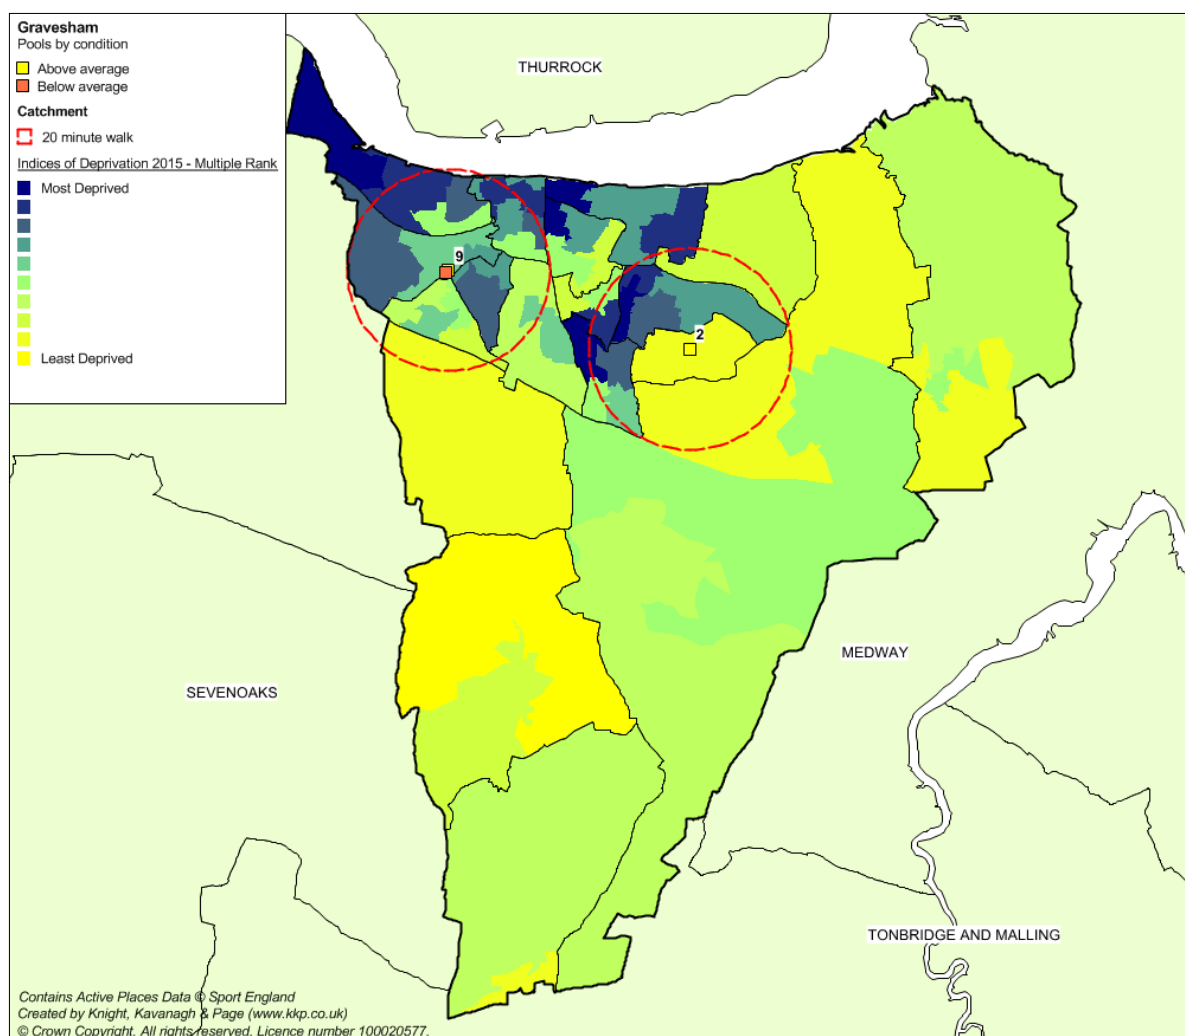 Gravesham
Pools by condition
Above average
Below average
Catchment
20 minute walk
Indices of Deprivation 2015 - Multiple Rank
Most Deprived
Least Deprived
THURROCK
9
2
MEDWAY
SEVENOAKS
TONBRIDGE AND MALLING
Contains Active Places Data © Sport England
Created by Knight, Kavanagh & Page (www.kkp.co.uk)
© Crown Copyright. All rights reserved. Licence number 100020577.